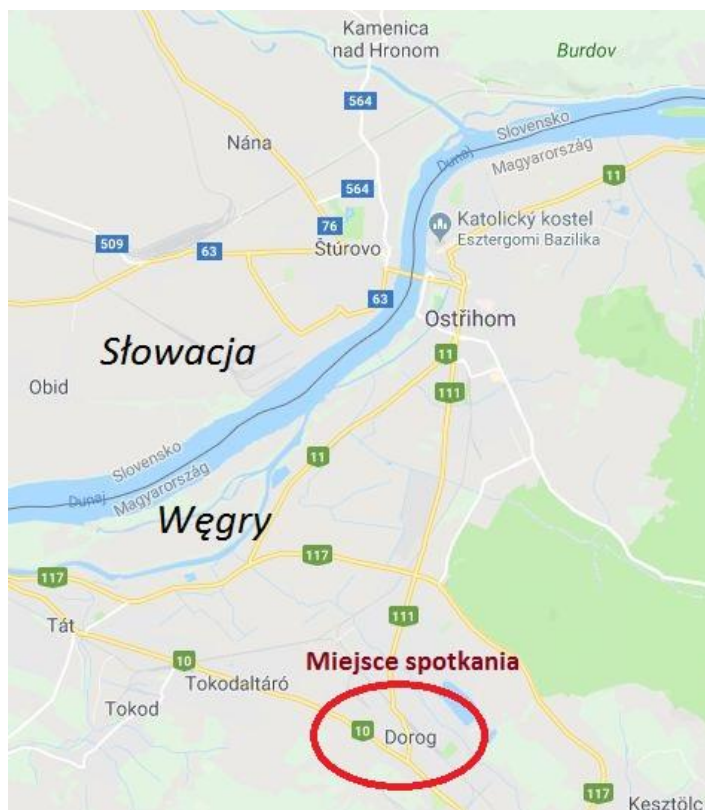 Kamenica
nad Hronom
Burdov
564
Slovensko
Dunaj
Magyarország
Nána
11
564
76
Katolický kostel
Esztergomi Bazilika
509
63
Štúrovo
63
Ostřihom
Słowacja
11
111
Obid
11
Slovensko
Dunaj
Magyarország
Węgry
117
117
111
Tát
Miejsce spotkania
10
Tokodaltáró
Tokod
10
Dorog
117
Kesztölc